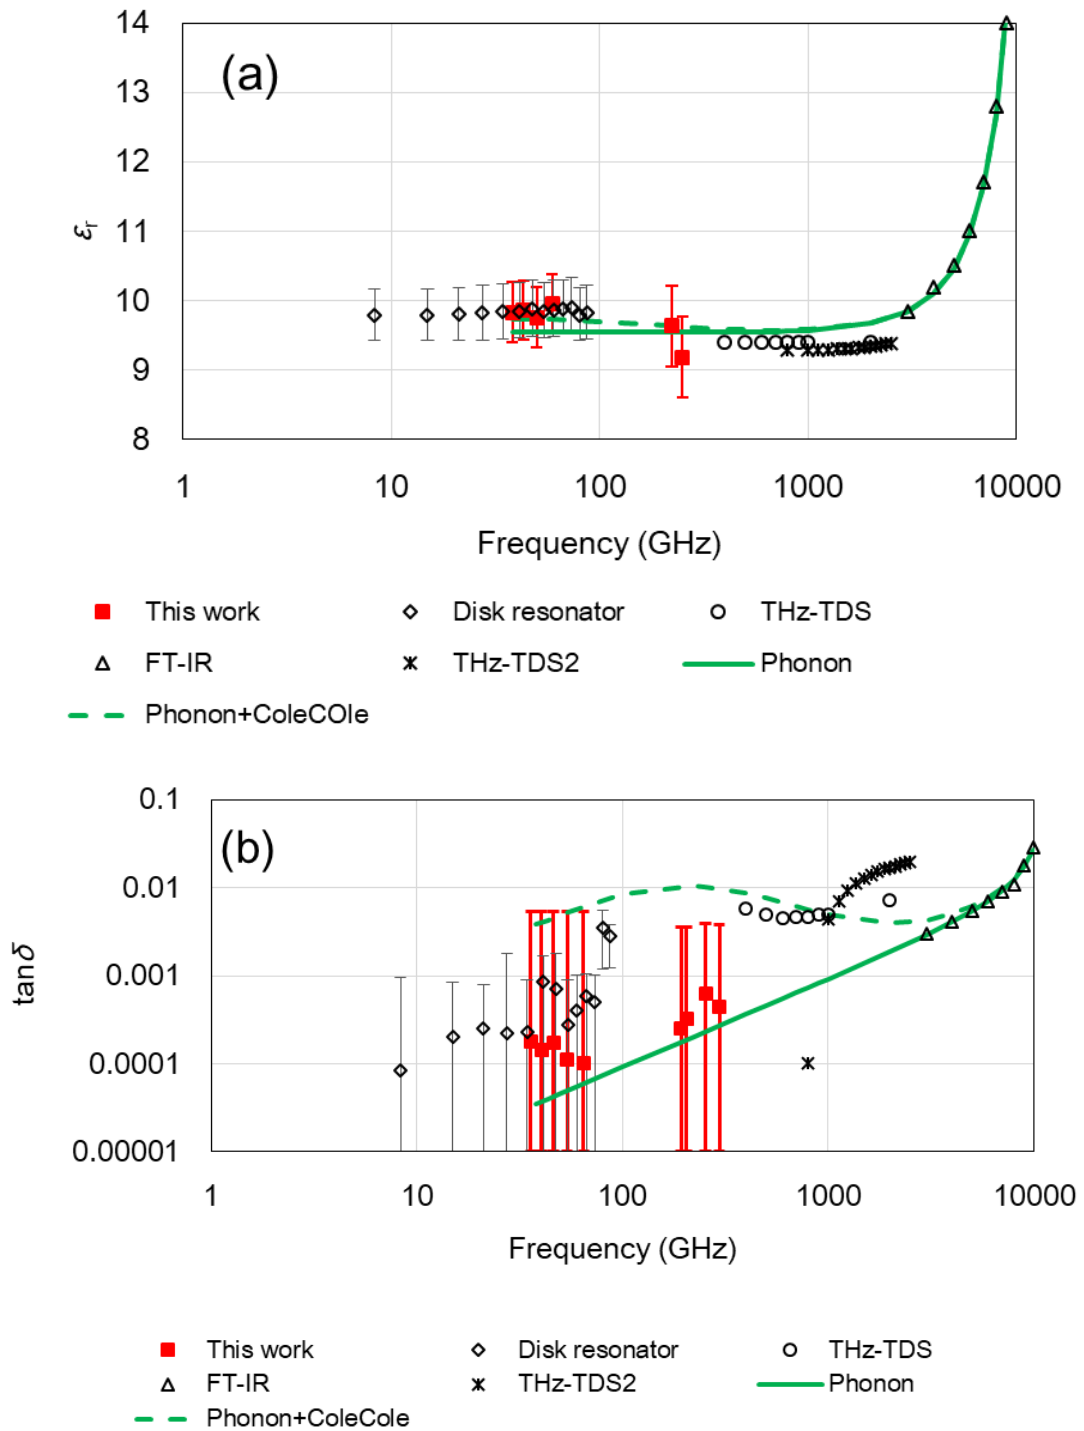 14
(a)
13
12
11
εr
10
9
8
1 10 100 1000 10000
Frequency (GHz)
This work Disk resonator THz-TDS
FT-IR THz-TDS2 Phonon
Phonon+ColeCOle
0.1
(b)
0.01
0.001
tanδ
0.0001
0.00001
1 10 100 1000 10000
Frequency (GHz)
This work Disk resonator THz-TDS
FT-IR THz-TDS2 Phonon
Phonon+ColeCole